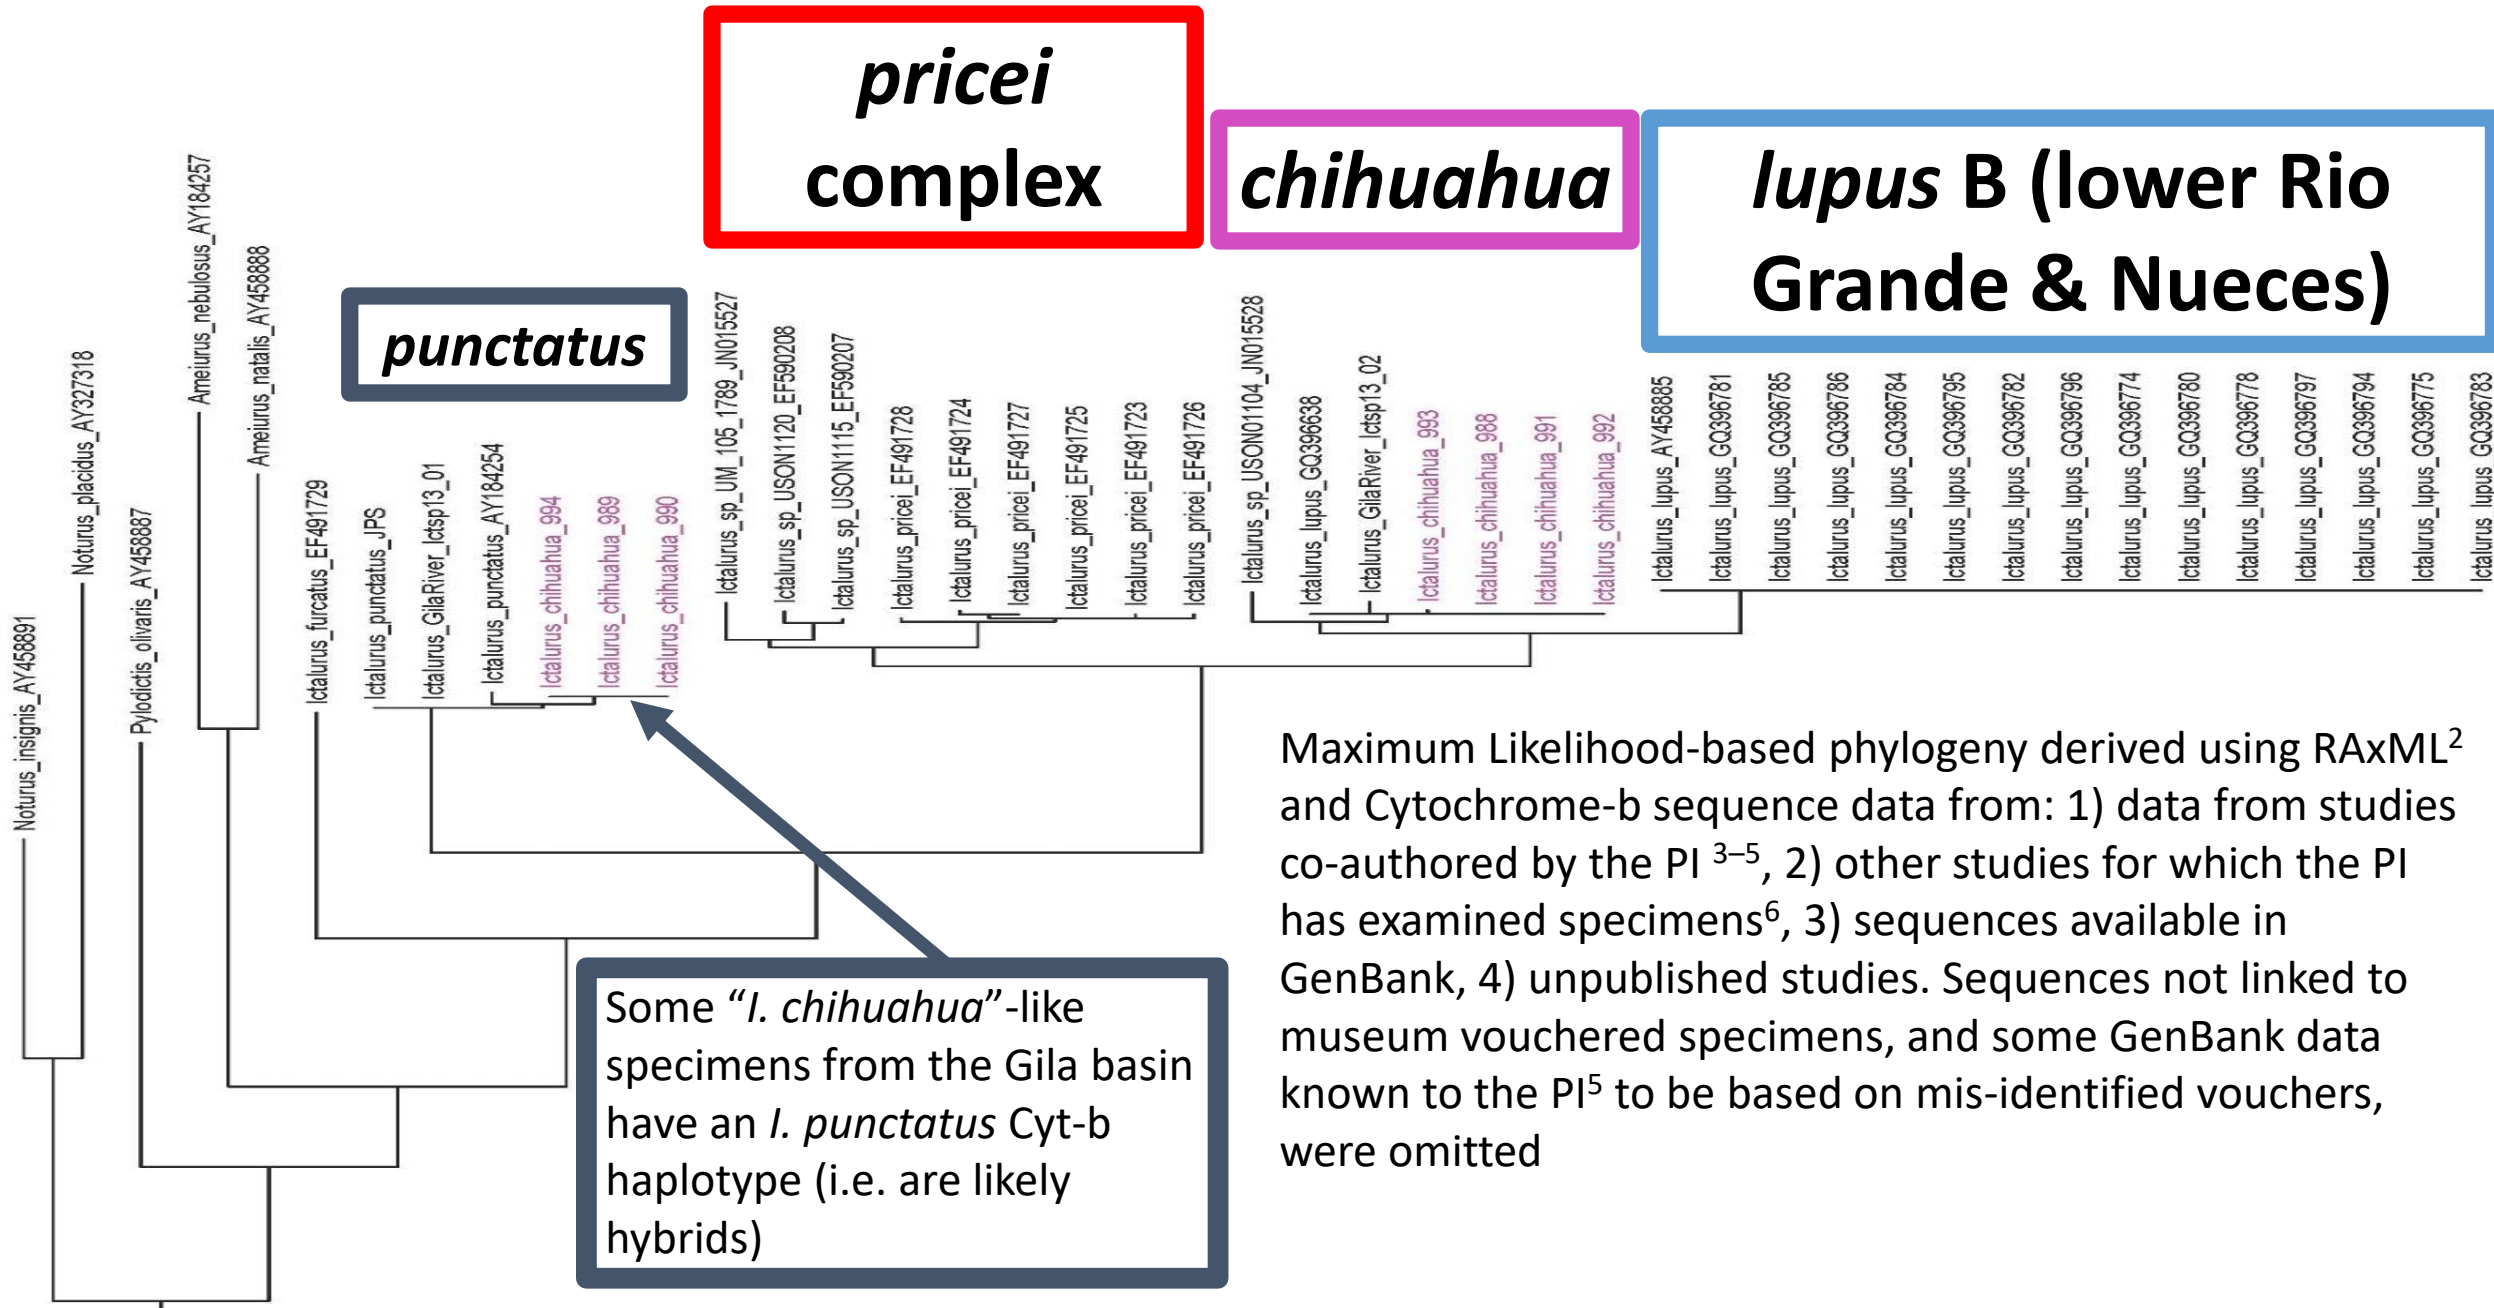 pricei
complex
chihuahua
lupus B (lower Rio
Grande & Nueces)
punctatus
Noturus_insignis_AY458891
Noturus_placidus_AY327318
Pylodictis_olivaris_AY458887
Ameiurus_nebulosus_AY184257
Ameiurus_natalis_AY458888
Ictalurus_furcatus_EF491729
Ictalurus_punctatus_JPS
Ictalurus_GilaRiver_Ictsp13_01
Ictalurus_punctatus_AY184254
Ictalurus_chihuahua_994
Ictalurus_chihuahua_989
Ictalurus_chihuahua_990
Ictalurus_sp_UM_105_1789_JN015527
Ictalurus_sp_USON1120_EF590208
Ictalurus_sp_USON1115_EF590207
Ictalurus_pricei_EF491728
Ictalurus_pricei_EF491724
Ictalurus_pricei_EF491727
Ictalurus_pricei_EF491725
Ictalurus_pricei_EF491723
Ictalurus_pricei_EF491726
Ictalurus_sp_USON01104_JN015528
Ictalurus_lupus_GQ396638
Ictalurus_GilaRiver_Ictsp13_02
Ictalurus_chihuahua_993
Ictalurus_chihuahua_988
Ictalurus_chihuahua_991
Ictalurus_chihuahua_992
Ictalurus_lupus_AY458885
Ictalurus_lupus_GQ396781
Ictalurus_lupus_GQ396785
Ictalurus_lupus_GQ396786
Ictalurus_lupus_GQ396784
Ictalurus_lupus_GQ396795
Ictalurus_lupus_GQ396782
Ictalurus_lupus_GQ396796
Ictalurus_lupus_GQ396774
Ictalurus_lupus_GQ396780
Ictalurus_lupus_GQ396778
Ictalurus_lupus_GQ396797
Ictalurus_lupus_GQ396794
Ictalurus_lupus_GQ396775
Ictalurus_lupus_GQ396783
Some “I. chihuahua”-like
specimens from the Gila basin
have an I. punctatus Cyt-b
haplotype (i.e. are likely
hybrids)
Maximum Likelihood-based phylogeny derived using RAxML²
and Cytochrome-b sequence data from: 1) data from studies
co-authored by the PI ³⁻⁵, 2) other studies for which the PI
has examined specimens⁶, 3) sequences available in
GenBank, 4) unpublished studies. Sequences not linked to
museum vouchered specimens, and some GenBank data
known to the PI⁵ to be based on mis-identified vouchers,
were omitted